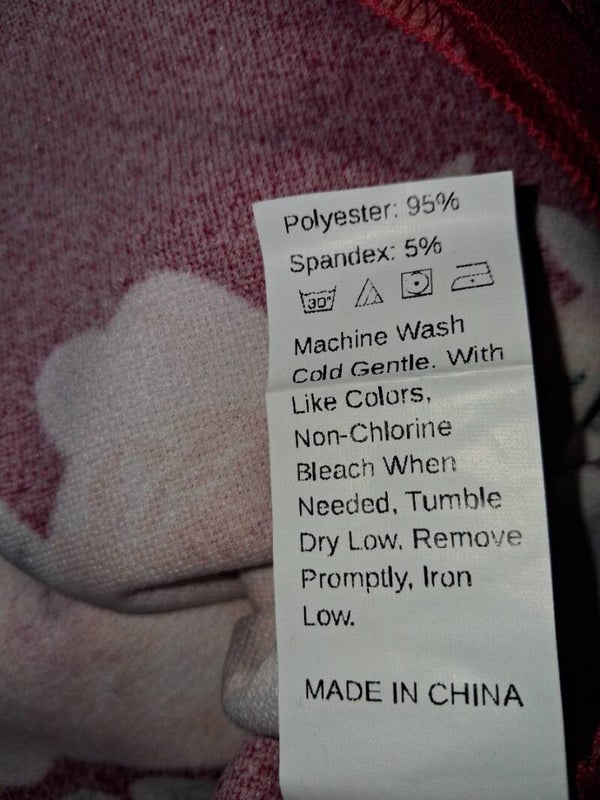 Polyester: 95%
Spandex: 5%
30°
Machine Wash
Cold Gentle. With
Like Colors,
Non-Chlorine
Bleach When
Needed, Tumble
Dry Low, Remove
Promptly, Iron
Low.
MADE IN CHINA